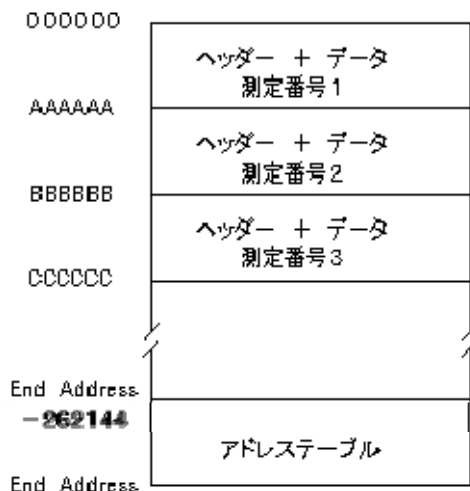 000000
ヘッダー + データ
測定番号1
AAAAAA
ヘッダー + データ
測定番号2
BBBBBB
ヘッダー + データ
測定番号3
CCCCCC
End Address
-262144
アドレステーブル
End Address